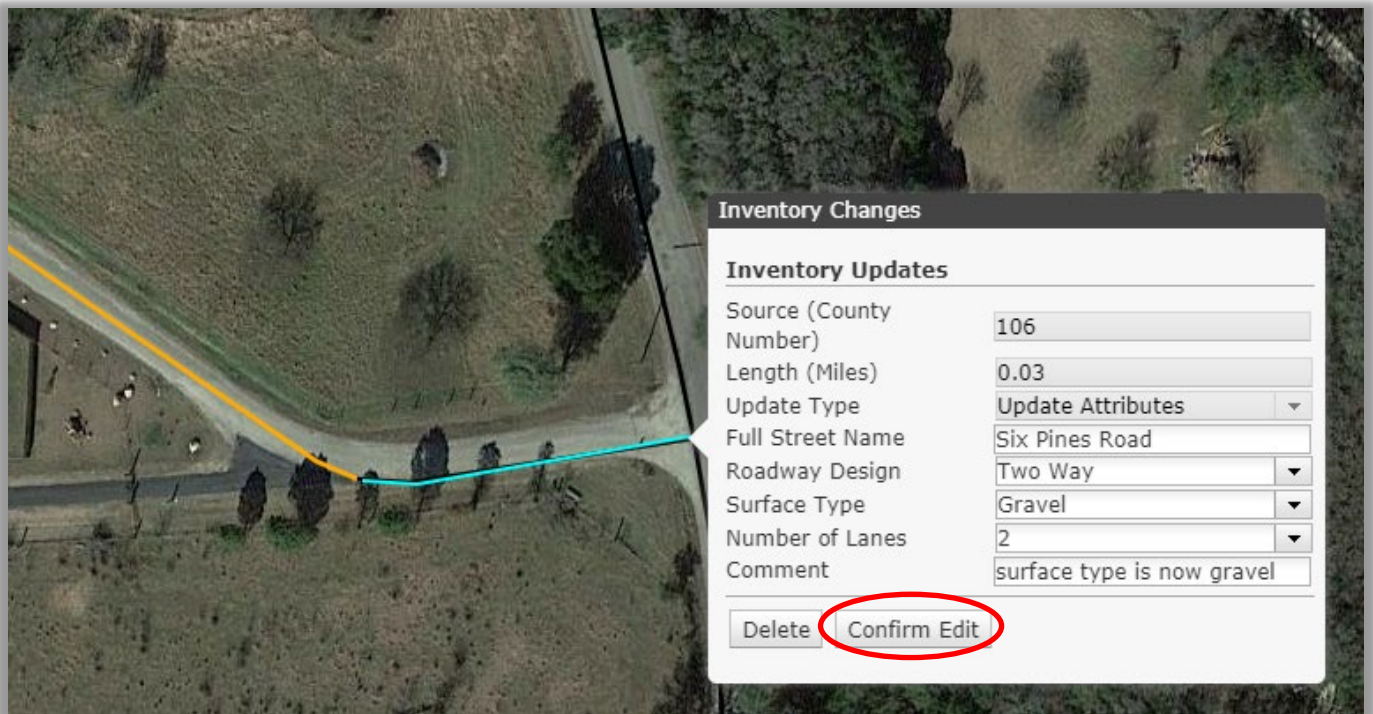 Inventory Changes
Inventory Updates
Source (County
Number)
106
Length (Miles)
0.03
Update Type
Update Attributes
Full Street Name
Six Pines Road
Roadway Design
Two Way
Surface Type
Gravel
Number of Lanes
2
Comment
surface type is now gravel
Delete
Confirm Edit